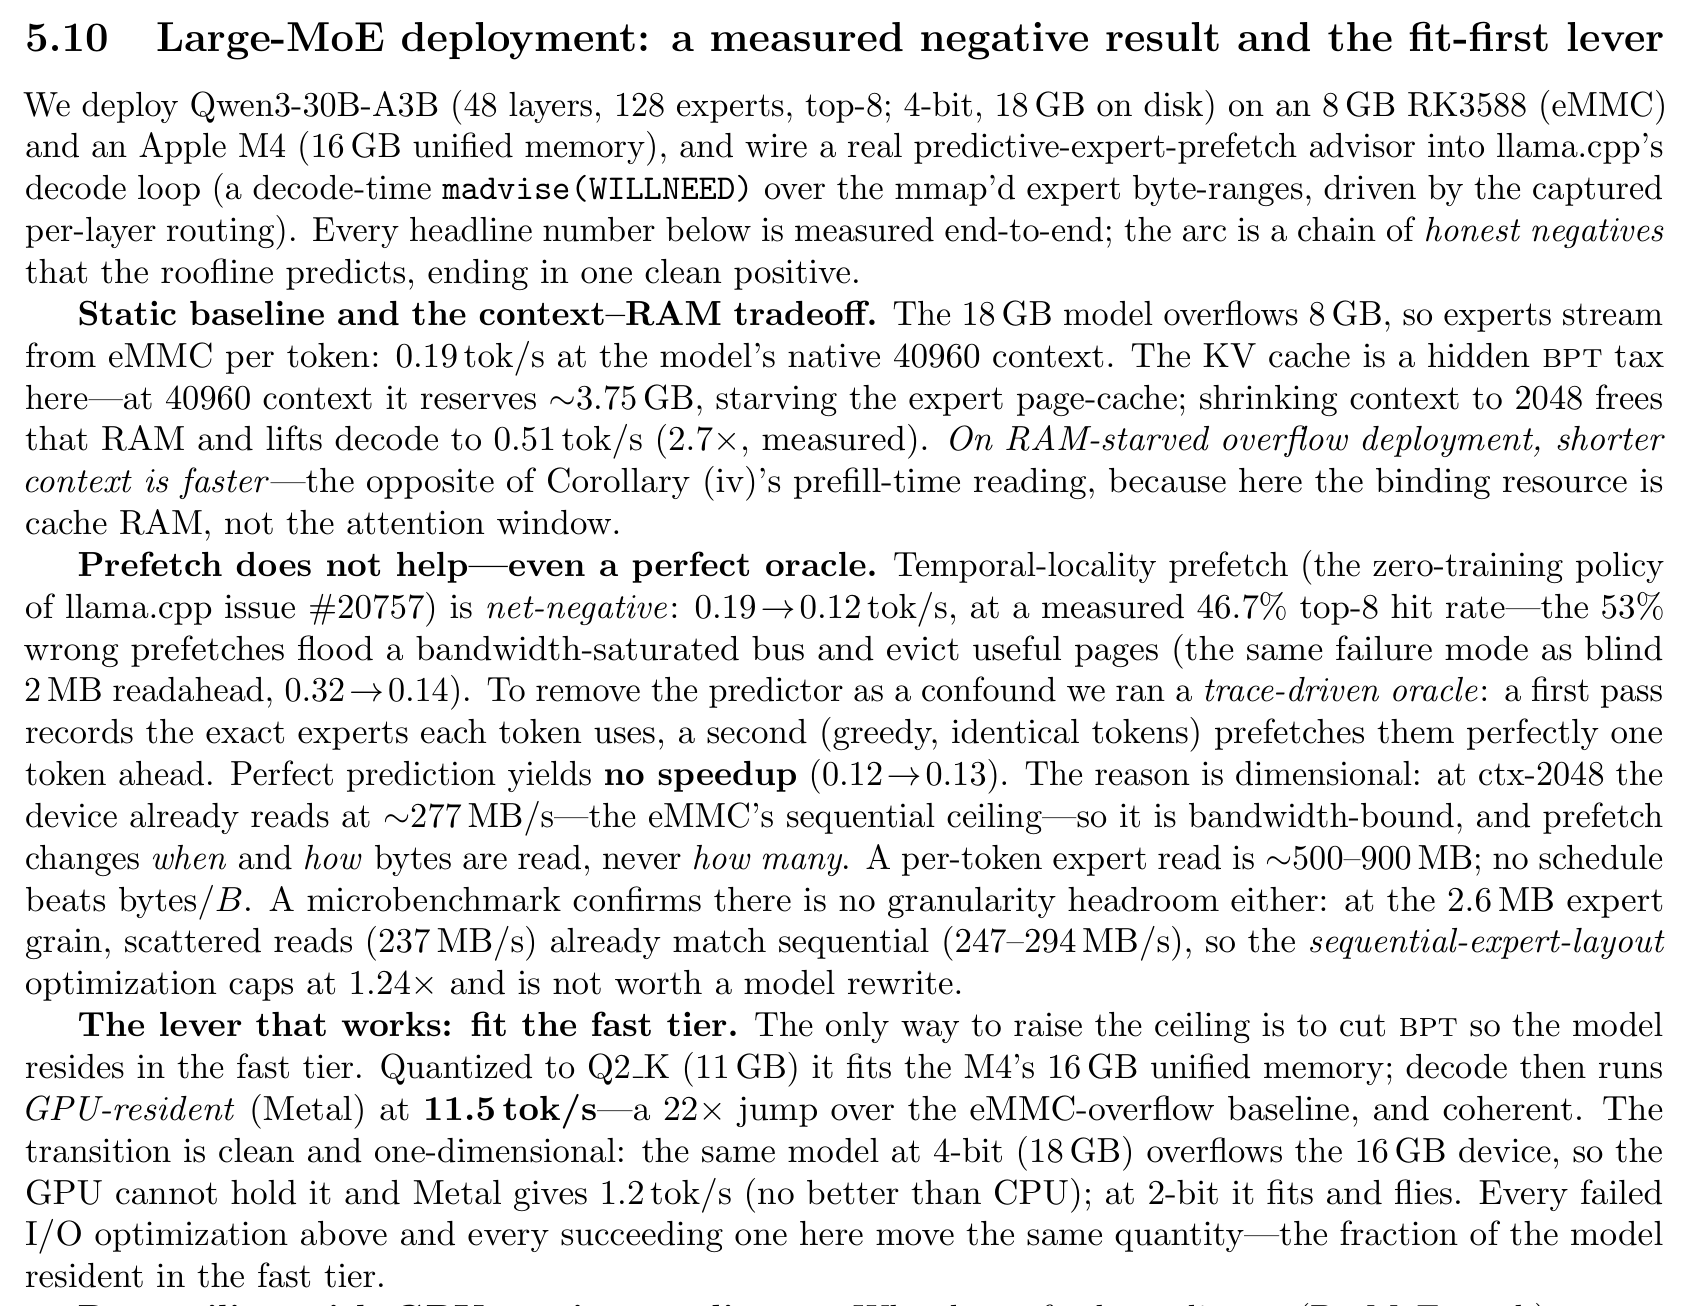 5.10 Large-MoE deployment: a measured negative result and the fit-first lever
We deploy Qwen3-30B-A3B (48 layers, 128 experts, top-8; 4-bit, 18 GB on disk) on an 8 GB RK3588 (eMMC)
and an Apple M4 (16 GB unified memory), and wire a real predictive-expert-prefetch advisor into llama.cpp's
decode loop (a decode-time madvise(WILLNEED) over the mmap'd expert byte-ranges, driven by the captured
per-layer routing). Every headline number below is measured end-to-end; the arc is a chain of honest negatives
that the roofline predicts, ending in one clean positive.
Static baseline and the context–RAM tradeoff. The 18 GB model overflows 8 GB, so experts stream
from eMMC per token: 0.19 tok/s at the model's native 40960 context. The KV cache is a hidden BPT tax
here—at 40960 context it reserves ∼3.75 GB, starving the expert page-cache; shrinking context to 2048 frees
that RAM and lifts decode to 0.51 tok/s (2.7×, measured). On RAM-starved overflow deployment, shorter
context is faster—the opposite of Corollary (iv)'s prefill-time reading, because here the binding resource is
cache RAM, not the attention window.
Prefetch does not help—even a perfect oracle. Temporal-locality prefetch (the zero-training policy
of llama.cpp issue #20757) is net-negative: 0.19→0.12 tok/s, at a measured 46.7% top-8 hit rate—the 53%
wrong prefetches flood a bandwidth-saturated bus and evict useful pages (the same failure mode as blind
2 MB readahead, 0.32→0.14). To remove the predictor as a confound we ran a trace-driven oracle: a first pass
records the exact experts each token uses, a second (greedy, identical tokens) prefetches them perfectly one
token ahead. Perfect prediction yields no speedup (0.12→0.13). The reason is dimensional: at ctx-2048 the
device already reads at ∼277 MB/s—the eMMC's sequential ceiling—so it is bandwidth-bound, and prefetch
changes when and how bytes are read, never how many. A per-token expert read is ∼500–900 MB; no schedule
beats bytes/B. A microbenchmark confirms there is no granularity headroom either: at the 2.6 MB expert
grain, scattered reads (237 MB/s) already match sequential (247–294 MB/s), so the sequential-expert-layout
optimization caps at 1.24× and is not worth a model rewrite.
The lever that works: fit the fast tier. The only way to raise the ceiling is to cut BPT so the model
resides in the fast tier. Quantized to Q2_K (11 GB) it fits the M4's 16 GB unified memory; decode then runs
GPU-resident (Metal) at 11.5 tok/s—a 22× jump over the eMMC-overflow baseline, and coherent. The
transition is clean and one-dimensional: the same model at 4-bit (18 GB) overflows the 16 GB device, so the
GPU cannot hold it and Metal gives 1.2 tok/s (no better than CPU); at 2-bit it fits and flies. Every failed
I/O optimization above and every succeeding one here move the same quantity—the fraction of the model
resident in the fast tier.